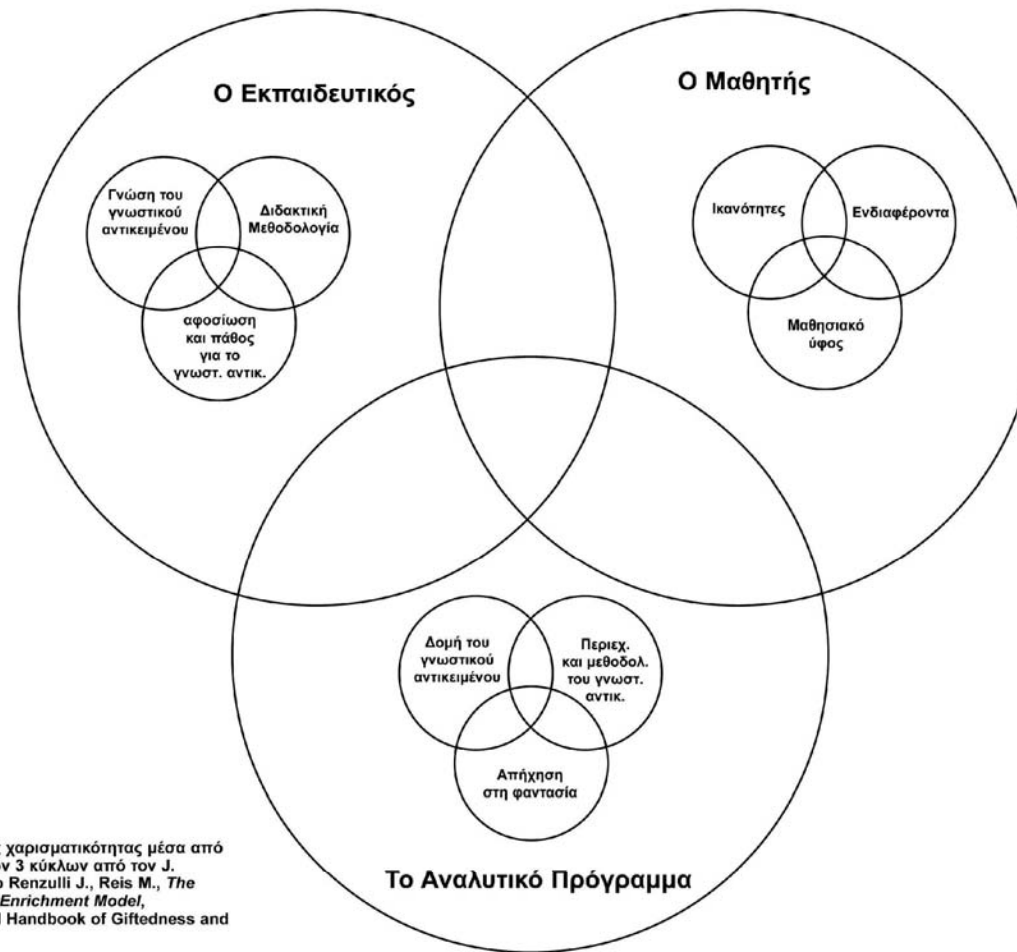 Ο Εκπαιδευτικός
Γνώση του
γνωστικού
αντικειμένου
Διδακτική
Μεθοδολογία
αφοσίωση
και πάθος
για το
γνωστ. αντικ.
Ο Μαθητής
Ικανότητες
Ενδιαφέροντα
Μαθησιακό
ύφος
Δομή του
γνωστικού
αντικειμένου
Περιεχ.
και μεθοδολ.
του γνωστ.
αντικ.
Απήχηση
στη φαντασία
Το Αναλυτικό Πρόγραμμα
χαρισματικότητας μέσα από
ν 3 κύκλων από τον J.
Renzulli J., Reis M., The
Enrichment Model,
Handbook of Giftedness and